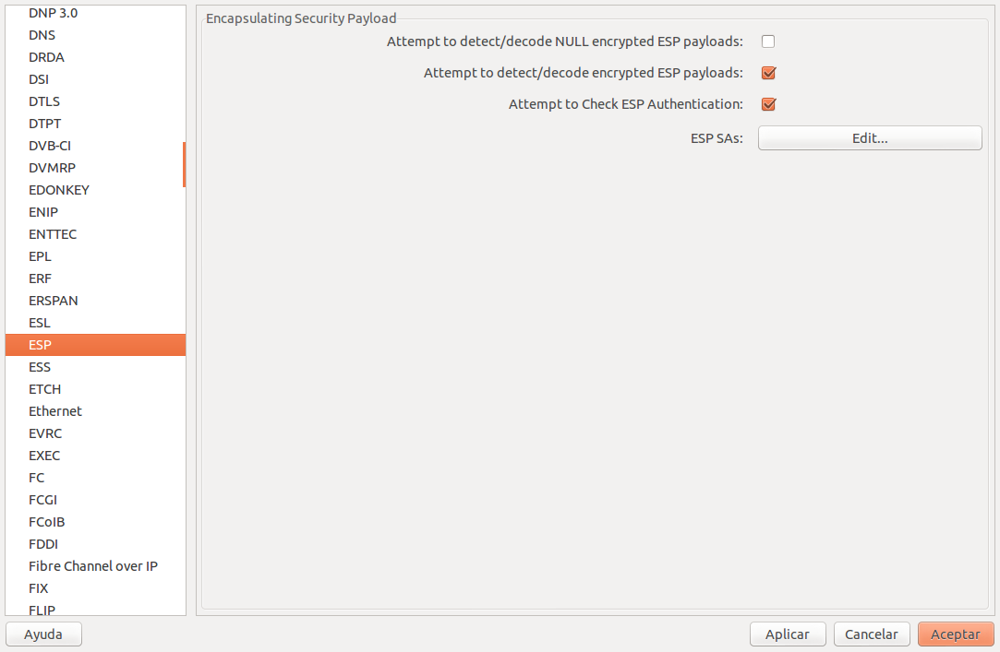 DNP 3.0
DNS
DRDA
DSI
DTLS
DTPT
DVB-CI
DVMRP
EDONKEY
ENIP
ENTTEC
EPL
ERF
ERSPAN
ESL
ESP
ESS
ETCH
Ethernet
EVRC
EXEC
FC
FCGI
FCoIB
FDDI
Fibre Channel over IP
FIX
FLIP
Encapsulating Security Payload
Attempt to detect/decode NULL encrypted ESP payloads:
Attempt to detect/decode encrypted ESP payloads:
Attempt to Check ESP Authentication:
ESP SAs: Edit...
Ayuda Aplicar Cancelar Aceptar